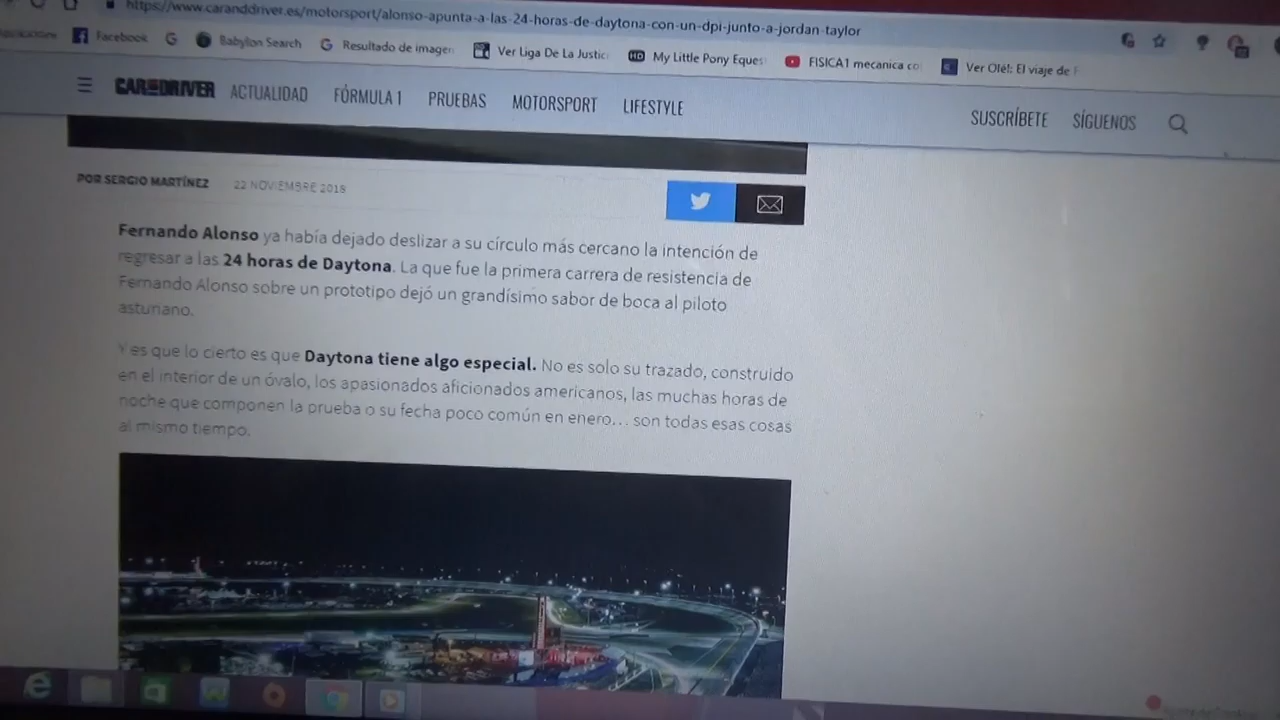 https://www.caranddriver.es/motorsport/alonso-apunta-a-las-24-horas-de-daytona-con-un-dpi-junto-a-jordan-taylor
Facebook
Babylon Search
Resultado de imagen
Ver Liga De La Justic
My Little Pony Eques
FISICA1 mecanica co
Ver Olé!: El viaje de F
CAR AND DRIVER ACTUALIDAD FÓRMULA 1 PRUEBAS MOTORSPORT LIFESTYLE SUSCRÍBETE SÍGUENOS
POR SERGIO MARTÍNEZ 22 NOVIEMBRE 2018
Fernando Alonso ya había dejado deslizar a su círculo más cercano la intención de
regresar a las 24 horas de Daytona. La que fue la primera carrera de resistencia de
Fernando Alonso sobre un prototipo dejó un grandísimo sabor de boca al piloto
asturiano.
Y es que lo cierto es que Daytona tiene algo especial. No es solo su trazado, construido
en el interior de un óvalo, los apasionados aficionados americanos, las muchas horas de
noche que componen la prueba o su fecha poco común en enero... son todas esas cosas
al mismo tiempo.